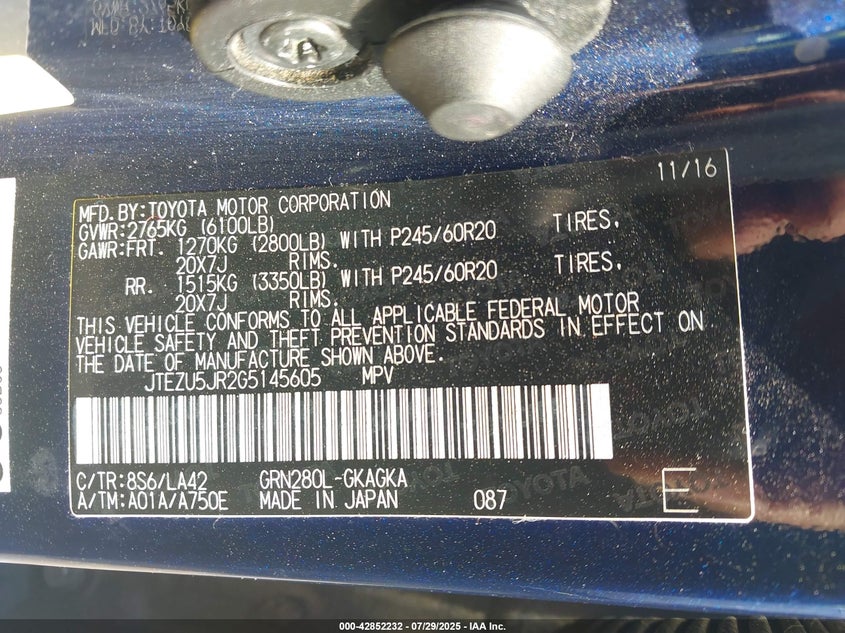 11/16
MFD.BY:TOYOTA MOTOR CORPORATION
GVWR:2765KG (6100LB)
GAWR:FRT. 1270KG (2800LB) WITH P245/60R20 TIRES,
20X7J RIMS.
RR. 1515KG (3350LB) WITH P245/60R20 TIRES,
20X7J RIMS.
THIS VEHICLE CONFORMS TO ALL APPLICABLE FEDERAL MOTOR
VEHICLE SAFETY AND THEFT PREVENTION STANDARDS IN EFFECT ON
THE DATE OF MANUFACTURE SHOWN ABOVE.
JTEZU5JR2G5145605 MPV
C/TR:8S6/LA42 GRN280L-GKAGKA
A/TM:A01A/A750E MADE IN JAPAN 087 E
000-42852232 - 07/29/2025 - IAA Inc.